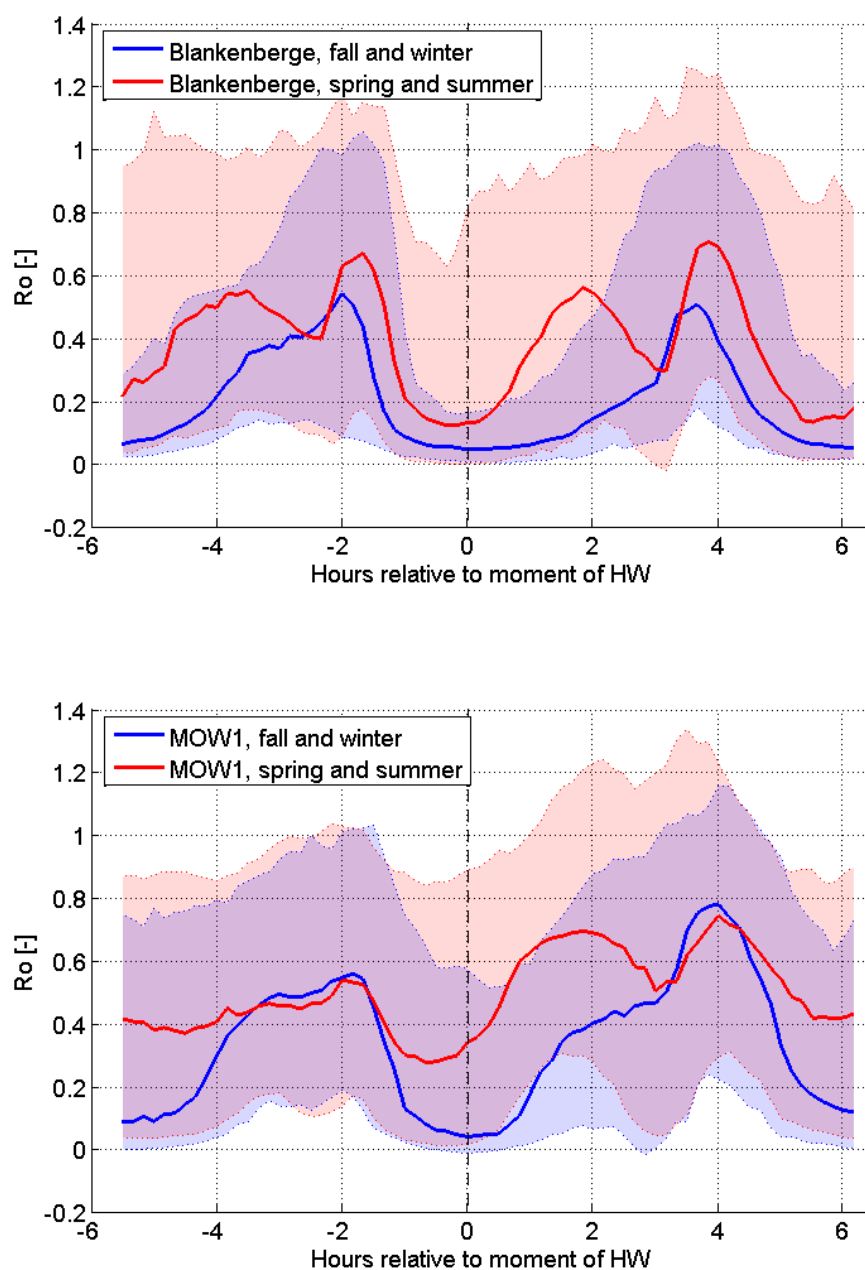 1.4
1.2
1
0.8
0.6
0.4
0.2
0
-0.2
Ro [-]
Blankenberge, fall and winter
Blankenberge, spring and summer
-6 -4 -2 0 2 4 6
Hours relative to moment of HW
1.4
1.2
1
0.8
0.6
0.4
0.2
0
-0.2
Ro [-]
MOW1, fall and winter
MOW1, spring and summer
-6 -4 -2 0 2 4 6
Hours relative to moment of HW